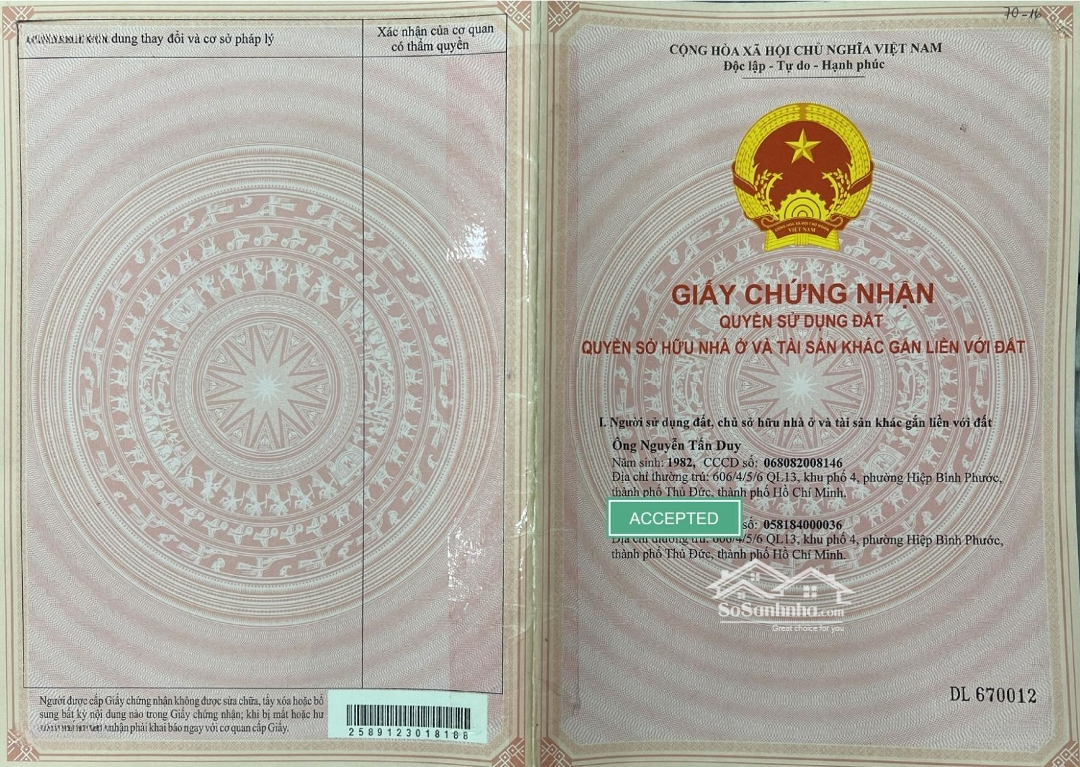 dung thay đổi và cơ sở pháp lý
Xác nhận của cơ quan
có thẩm quyền
Người được cấp Giấy chứng nhận không được sửa chữa, tẩy xóa hoặc bổ
sung bất kỳ nội dung nào trong Giấy chứng nhận; khi bị mất hoặc hư
phải khai báo ngay với cơ quan cấp Giấy.
2589123018188
70-16
CỘNG HÒA XÃ HỘI CHỦ NGHĨA VIỆT NAM
Độc lập - Tự do - Hạnh phúc
VIỆT NAM
GIẤY CHỨNG NHẬN
QUYỀN SỬ DỤNG ĐẤT
QUYỀN SỞ HỮU NHÀ Ở VÀ TÀI SẢN KHÁC GẮN LIỀN VỚI ĐẤT
I. Người sử dụng đất, chủ sở hữu nhà ở và tài sản khác gắn liền với đất
Ông Nguyễn Tấn Duy
Năm sinh: 1982, CCCD số: 068082008146
Địa chỉ thường trú: 606/4/5/6 QL13, khu phố 4, phường Hiệp Bình Phước,
thành phố Thủ Đức, thành phố Hồ Chí Minh.
ACCEPTED
số: 058184000036
Địa chỉ thường trú: 606/4/5/6 QL13, khu phố 4, phường Hiệp Bình Phước,
thành phố Thủ Đức, thành phố Hồ Chí Minh.
SoSanhnha.com
Great choice for you
DL 670012